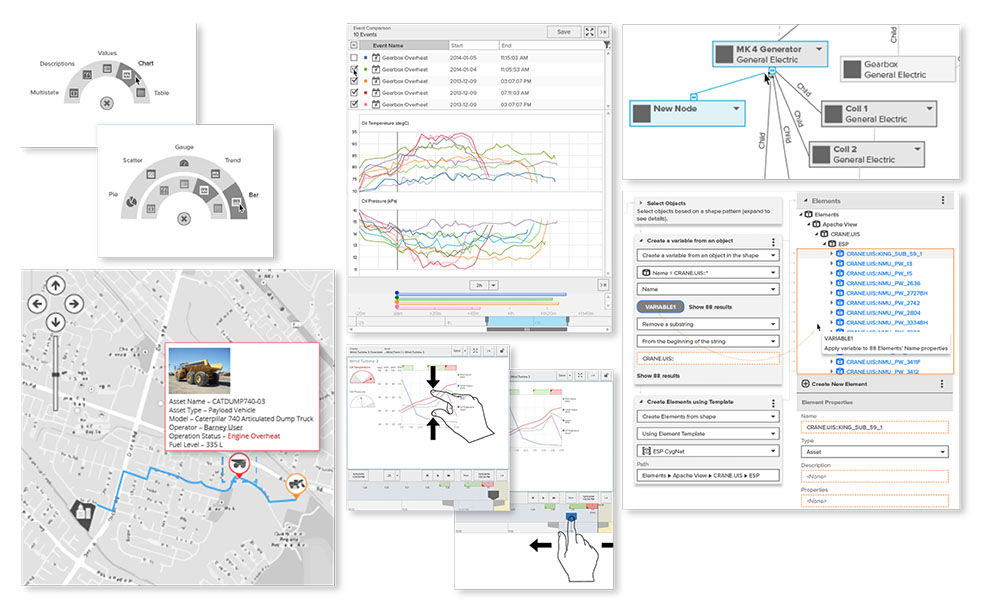 Values
Descriptions
Chart
Multistate
Table
Gauge
Scatter
Trend
Pie
Bar
Event Comparison
10 Events
Save
Event Name
Start
End
Gearbox Overheat
2014-01-05
11:15:03 AM
Gearbox Overheat
2014-01-04
11:05:53 AM
Gearbox Overheat
2013-12-09
03:07:07 PM
Gearbox Overheat
2013-12-09
07:11:03 AM
Gearbox Overheat
2013-12-09
03:07:07 PM
Oil Temperature (degC)
Oil Pressure (kPa)
2h
MK4 Generator
General Electric
Child
Gearbox
General Electric
New Node
Child
Coil 1
General Electric
Child
Child
Child
Coil 2
General Electric
Select Objects
Select objects based on a shape pattern (expand to
see details).
Create a variable from an object
Create a variable from an object in the shape
Name = CRANE.UIS::*
Name
VARIABLE1
Show 88 results
Remove a substring
From the beginning of the string
CRANE.UIS::
Show 88 results
Create Elements using Template
Create Elements from shape
Using Element Template
ESP CygNet
Path
Elements ▸ Apache View ▸ CRANE.UIS ▸ ESP
Elements
Elements
Apache View
CRANE.UIS
ESP
CRANE.UIS::KING_SUB_59_1
CRANE.UIS::NMU_PW_13
CRANE.UIS::NMU_PW_15
CRANE.UIS::NMU_PW_2636
CRANE.UIS::NMU_PW_2727BH
CRANE.UIS::NMU_PW_2742
CRANE.UIS::NMU_PW_2804
CRANE.UIS::NMU_PW_3334BH
VARIABLE1
Apply variable to 88 Elements' Name properties
CRANE.UIS::NMU_PW_3411F
CRANE.UIS::NMU_PW_3412
Create New Element
Element Properties
Name
CRANE.UIS::KING_SUB_59_1
Type
Asset
Description
<None>
Properties
<None>
Asset Name – CATDUMP740-03
Asset Type – Payload Vehicle
Model – Caterpillar 740 Articulated Dump Truck
Operator – Barney User
Operation Status – Engine Overheat
Fuel Level – 335 L